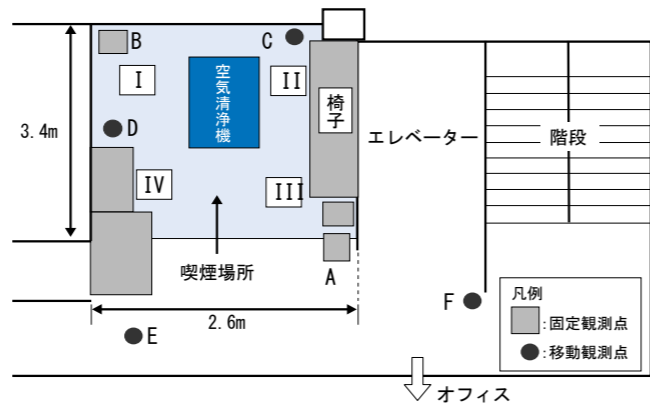 B
C
I
空気清浄機
II
椅子
エレベーター
階段
3.4m
D
IV
III
喫煙場所
A
2.6m
E
F
凡例
:固定観測点
:移動観測点
オフィス